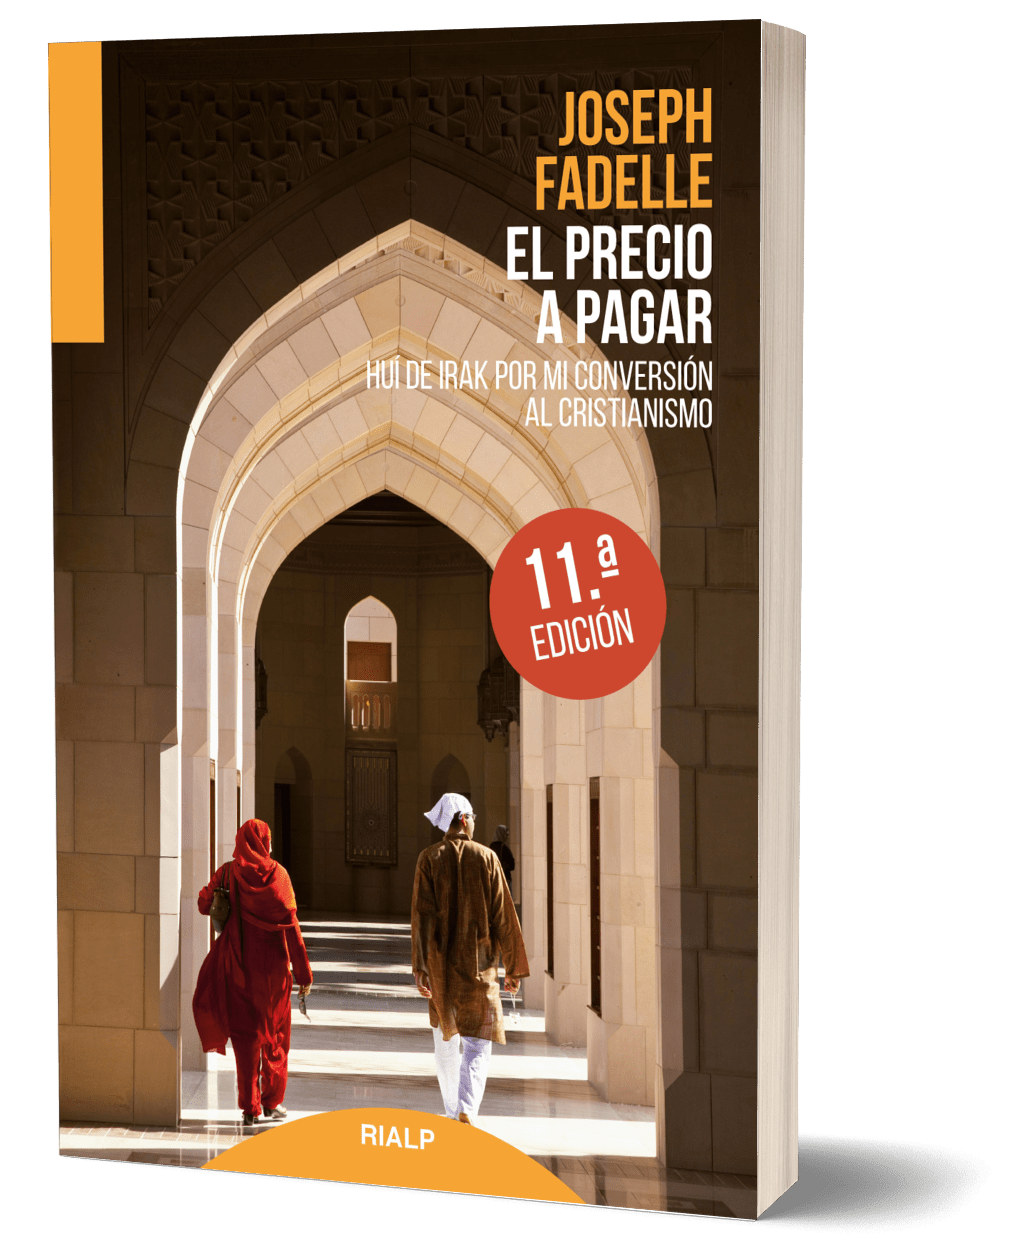 JOSEPH
FADELLE
EL PRECIO
A PAGAR
HUÍ DE IRAK POR MI CONVERSIÓN
AL CRISTIANISMO
11.ª
EDICIÓN
RIALP